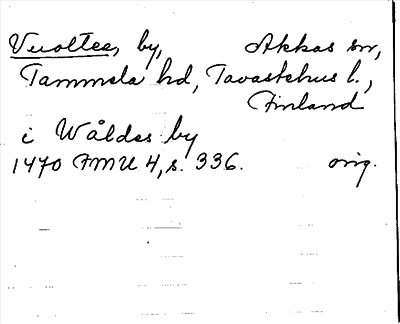 Vuoltee, by, Akkas sn,
Tammela hd, Tavastehus l.,
Finland
i Wåldes by
1470 FMU 4, s. 336. orig.